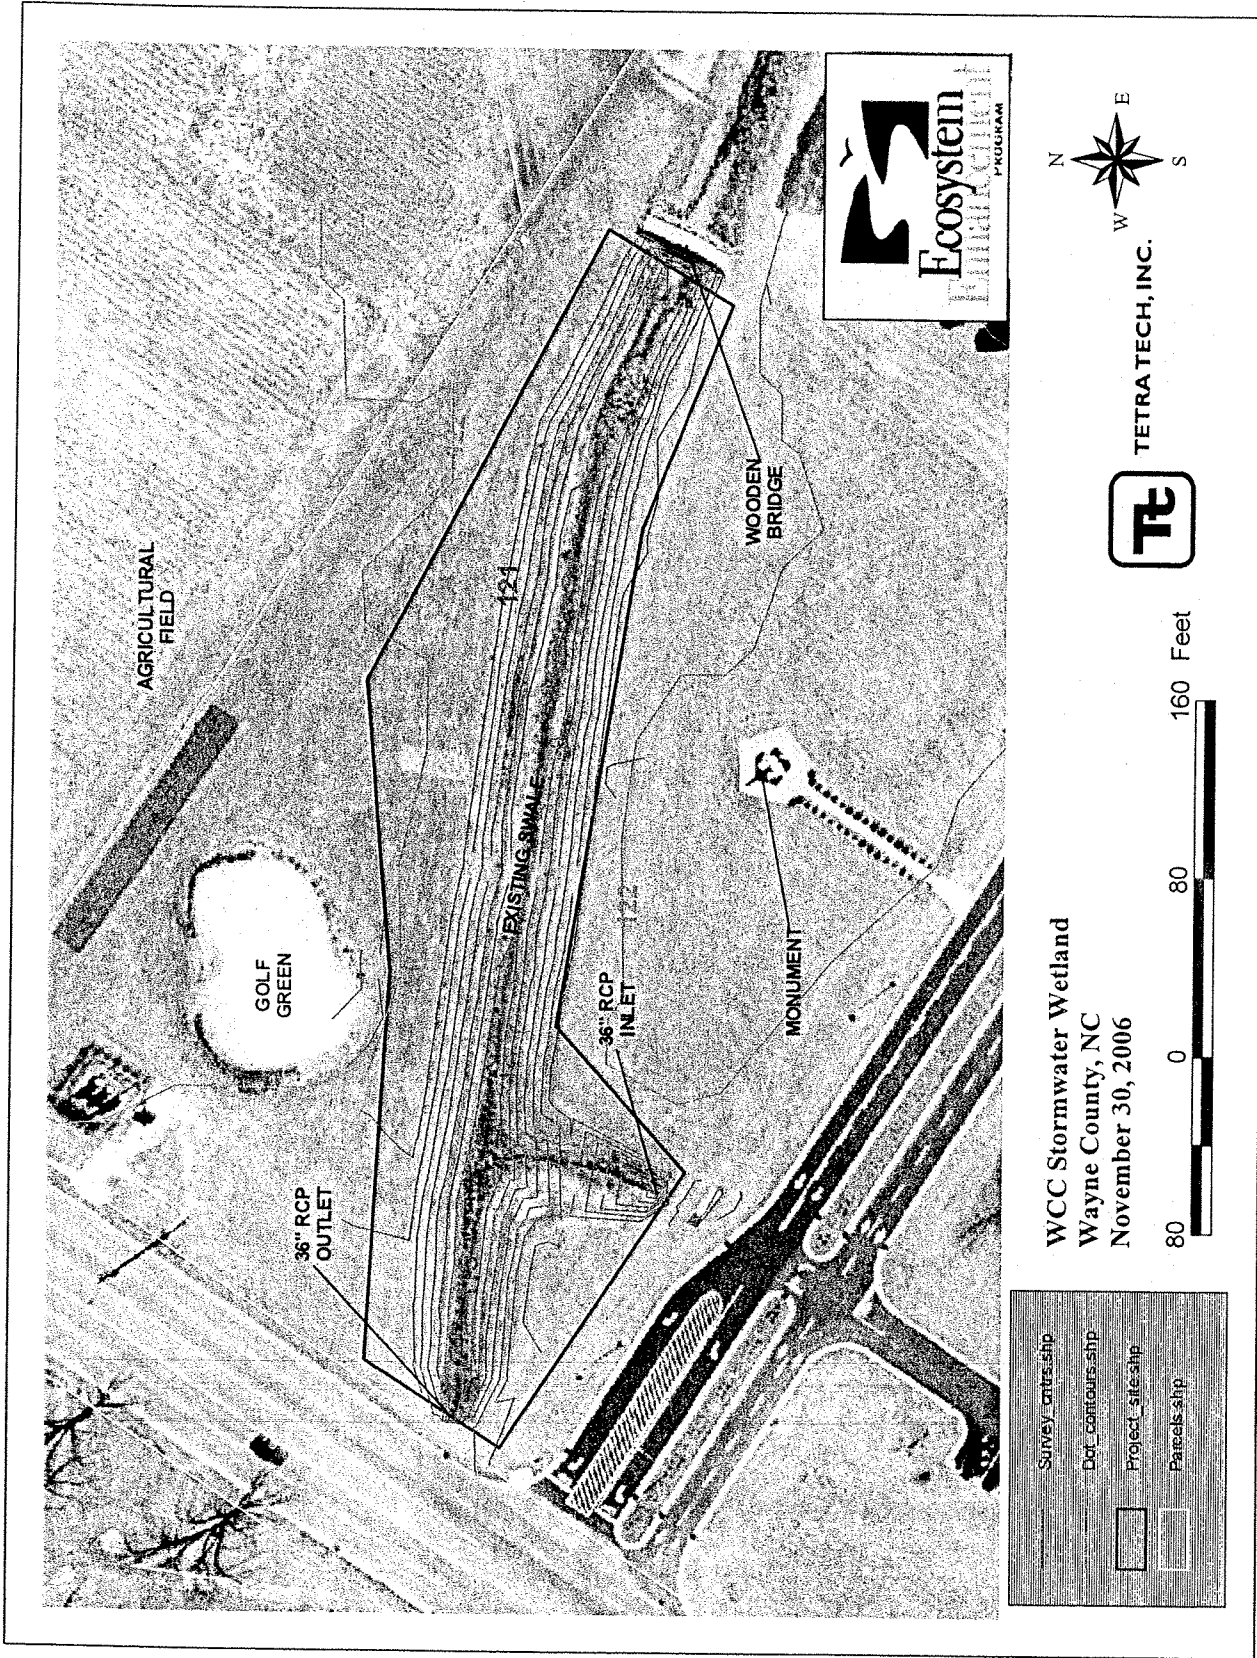 AGRICULTURAL
FIELD
GOLF
GREEN
36" RCP
OUTLET
121
EXISTING SWALE
WOODEN
BRIDGE
122
36" RCP
INLET
MONUMENT
Ecosystem
Enhancement
PROGRAM
Survey_cntrs.shp
Dot_contours.shp
Project_site.shp
Parcels.shp
WCC Stormwater Wetland
Wayne County, NC
November 30, 2006
80 0 80 160 Feet
Tt
TETRA TECH, INC.
N
W E
S